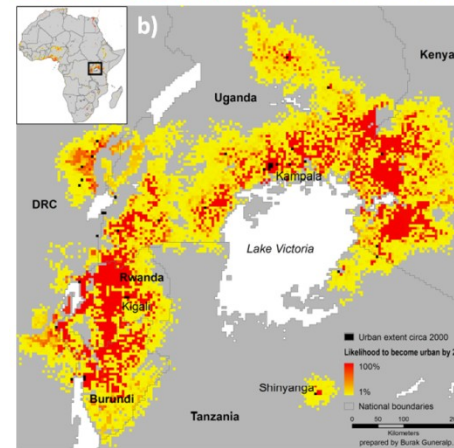 b)
Kenya
Uganda
Kampala
DRC
Lake Victoria
Rwanda
Kigali
Urban extent circa 2000
Likelihood to become urban by 2
100%
1%
Shinyanga
National boundaries
Burundi
Tanzania
0 50 100 20
Kilometers
prepared by Burak Guneralp.